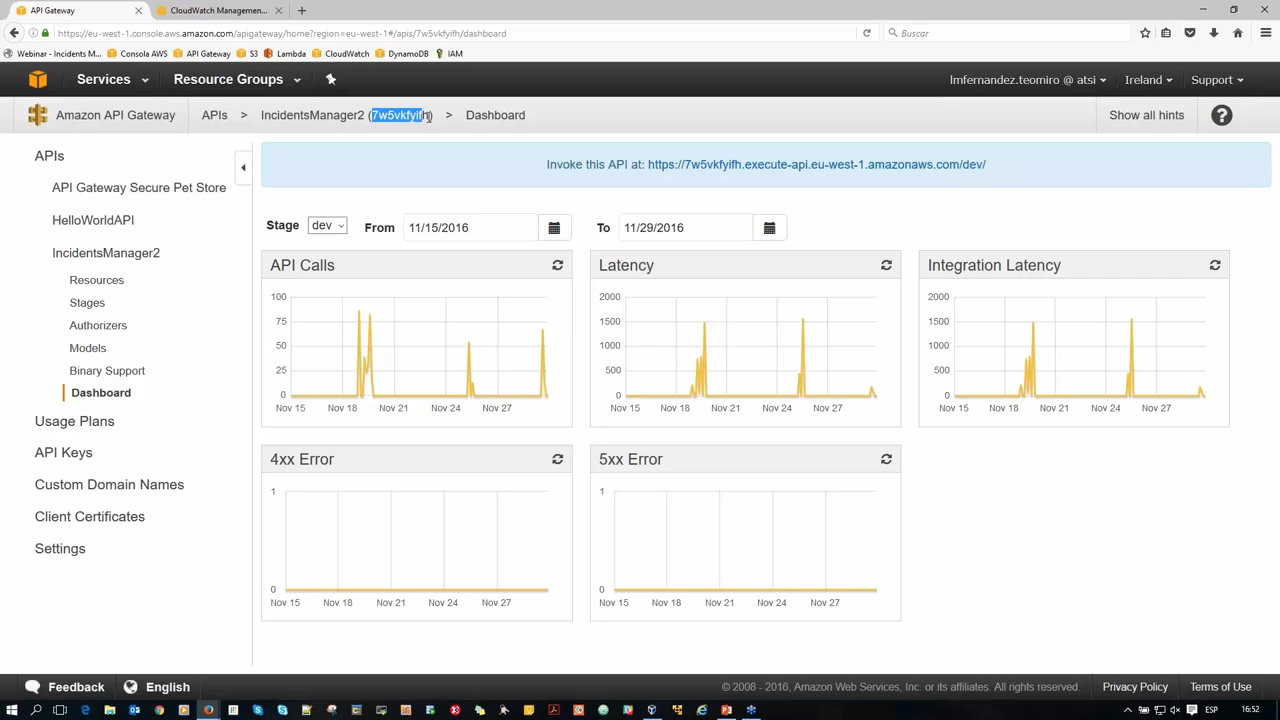 API Gateway
CloudWatch Managemen...
https://eu-west-1.console.aws.amazon.com/apigateway/home?region=eu-west-1#/apis/7w5vkfyifh/dashboard
Buscar
Webinar - Incidents M...
Consola AWS
API Gateway
S3
Lambda
CloudWatch
DynamoDB
IAM
Services
Resource Groups
lmfernandez.teomiro @ atsi
Ireland
Support
Amazon API Gateway
APIs
IncidentsManager2 (7w5vkfyifh)
>
Dashboard
Show all hints
?
APIs
API Gateway Secure Pet Store
HelloWorldAPI
IncidentsManager2
Resources
Stages
Authorizers
Models
Binary Support
Dashboard
Usage Plans
API Keys
Custom Domain Names
Client Certificates
Settings
Invoke this API at: https://7w5vkfyifh.execute-api.eu-west-1.amazonaws.com/dev/
Stage
dev
From
11/15/2016
To
11/29/2016
API Calls
100
75
50
25
0
Nov 15 Nov 18 Nov 21 Nov 24 Nov 27
Latency
2000
1500
1000
500
0
Nov 15 Nov 18 Nov 21 Nov 24 Nov 27
Integration Latency
2000
1500
1000
500
0
Nov 15 Nov 18 Nov 21 Nov 24 Nov 27
4xx Error
1
0
Nov 15 Nov 18 Nov 21 Nov 24 Nov 27
5xx Error
1
0
Nov 15 Nov 18 Nov 21 Nov 24 Nov 27
Feedback
English
© 2008 - 2016, Amazon Web Services, Inc. or its affiliates. All rights reserved.
Privacy Policy
Terms of Use
ESP
16:52